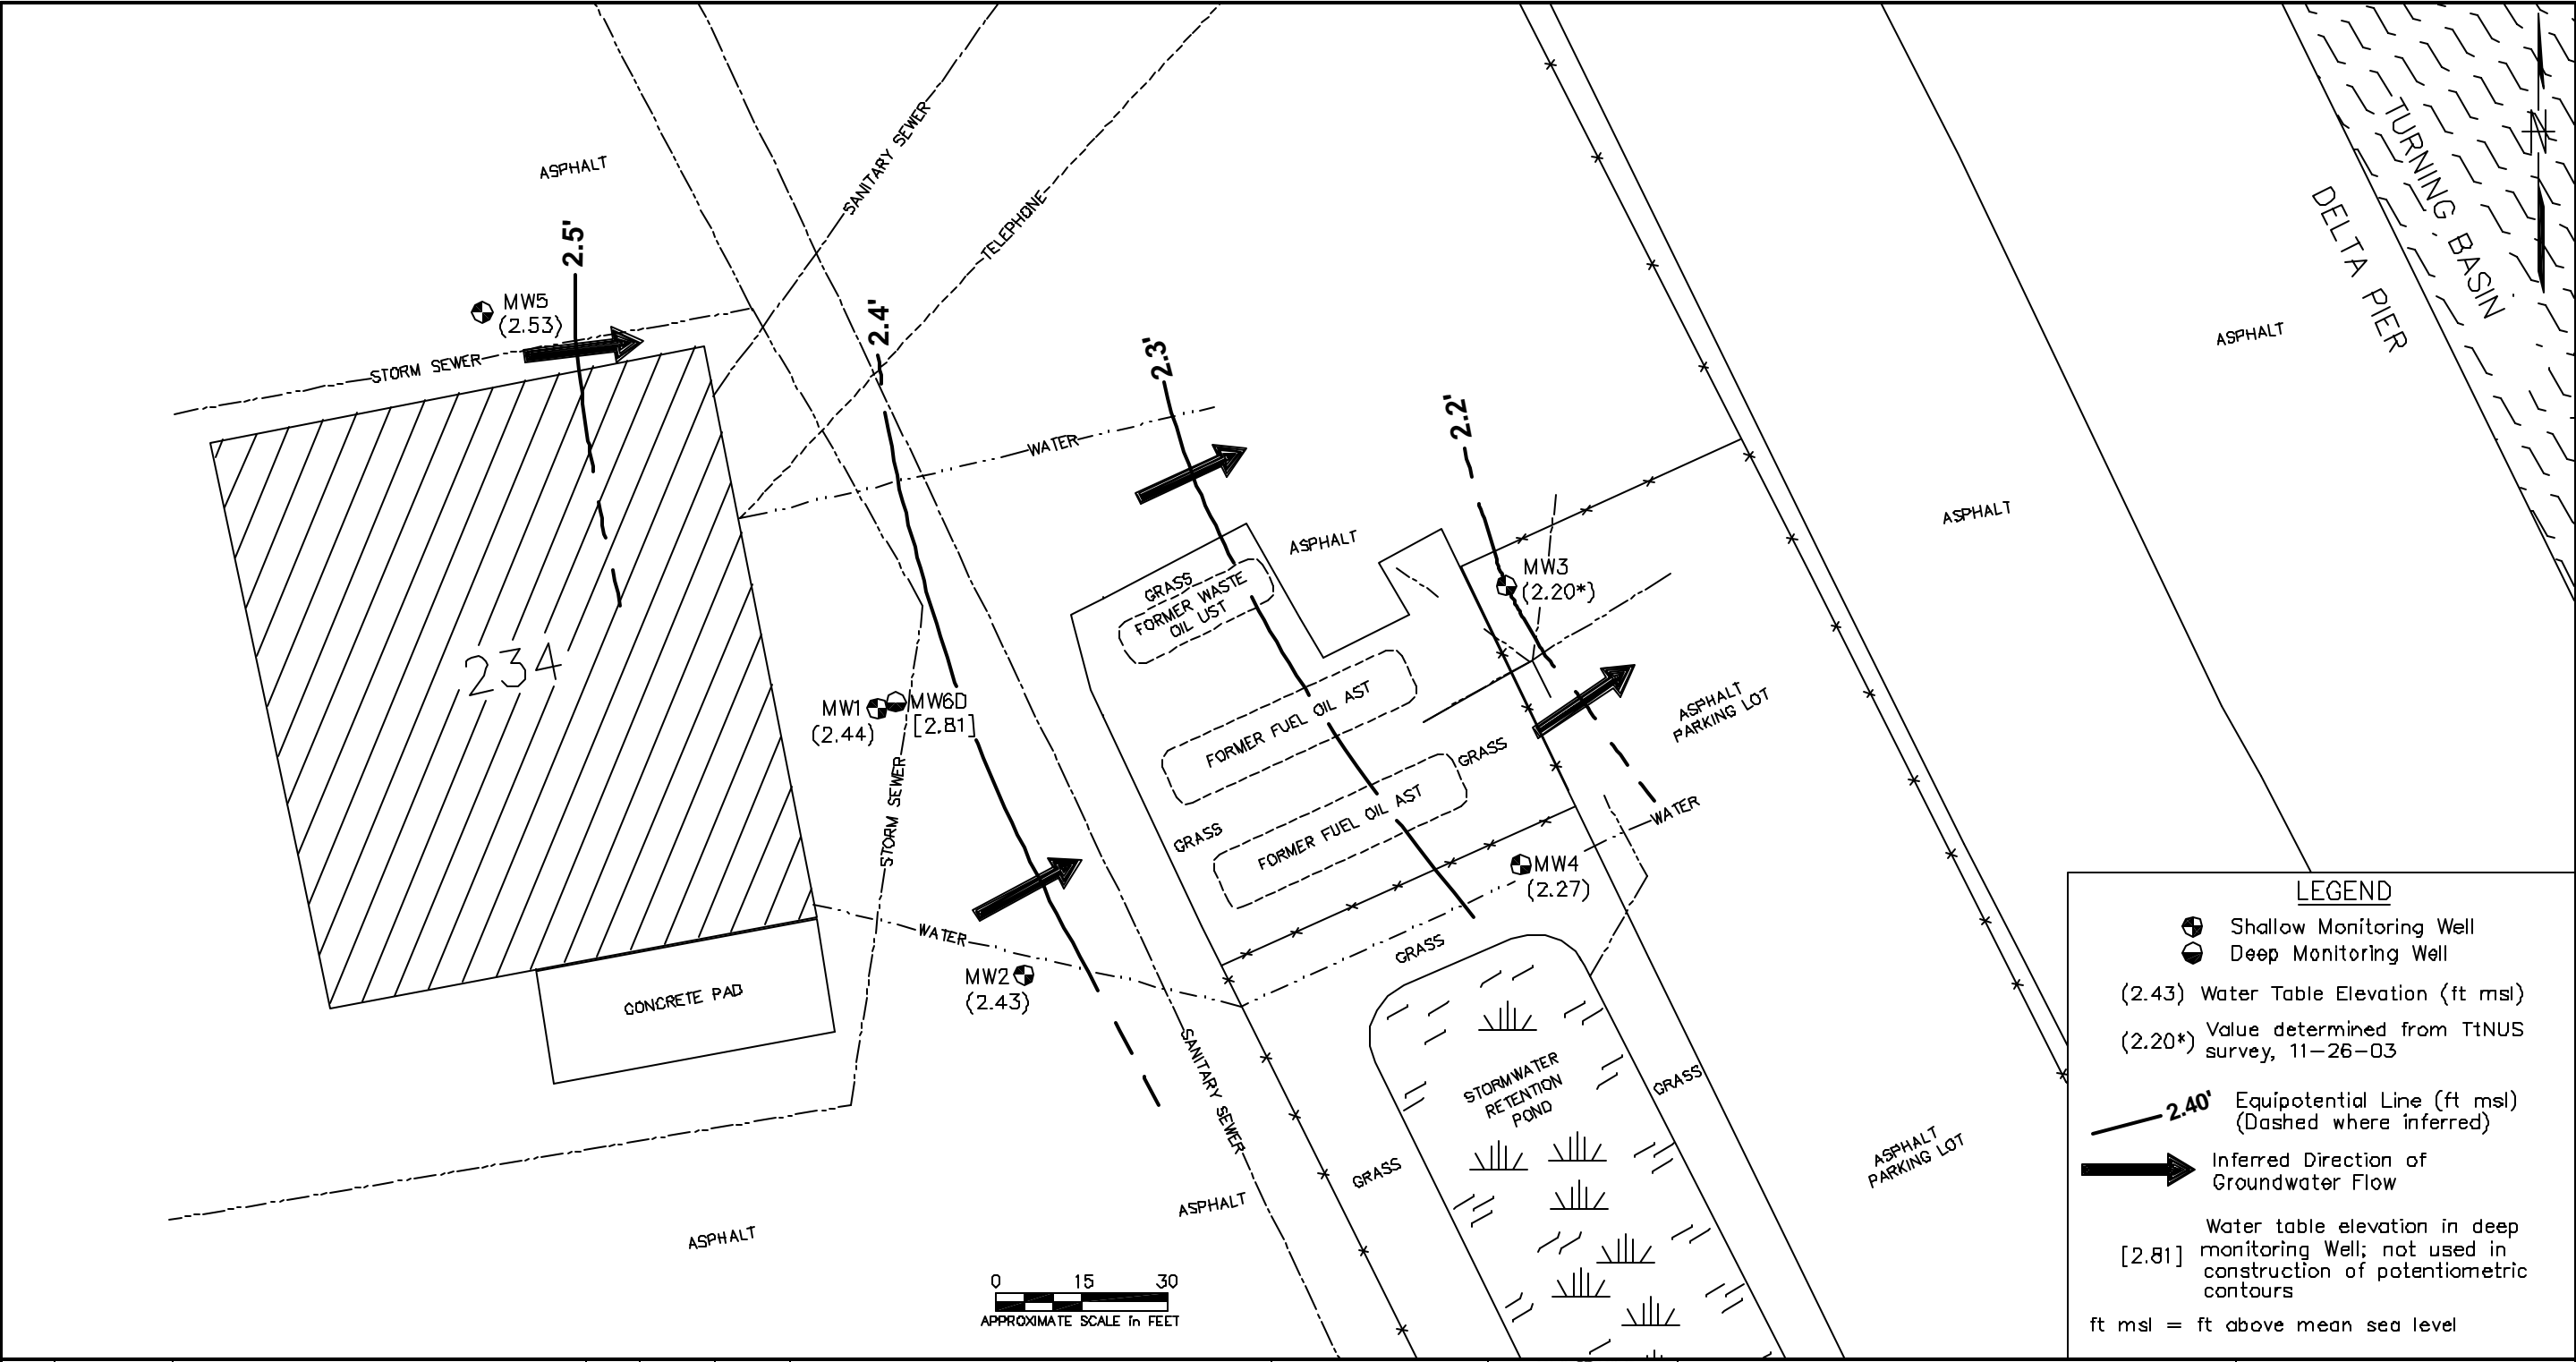 TURNING BASIN
DELTA PIER
N
ASPHALT
SANITARY SEWER
TELEPHONE
2.5'
MW5
(2.53)
STORM SEWER
2.4'
2.3'
2.2'
WATER
ASPHALT
ASPHALT
ASPHALT
GRASS
FORMER WASTE
OIL UST
MW3
(2.20*)
234
MW1
(2.44)
MW6D
[2.81]
STORM SEWER
FORMER FUEL OIL AST
GRASS
ASPHALT
PARKING LOT
GRASS
FORMER FUEL OIL AST
WATER
MW4
(2.27)
WATER
GRASS
MW2
(2.43)
CONCRETE PAD
SANITARY SEWER
STORMWATER
RETENTION
POND
GRASS
GRASS
ASPHALT
PARKING LOT
ASPHALT
ASPHALT
0 15 30
APPROXIMATE SCALE in FEET
LEGEND
Shallow Monitoring Well
Deep Monitoring Well
(2.43) Water Table Elevation (ft msl)
(2.20*) Value determined from TtNUS
survey, 11-26-03
2.40' Equipotential Line (ft msl)
(Dashed where inferred)
Inferred Direction of
Groundwater Flow
Water table elevation in deep
[2.81] monitoring Well; not used in
construction of potentiometric
contours
ft msl = ft above mean sea level